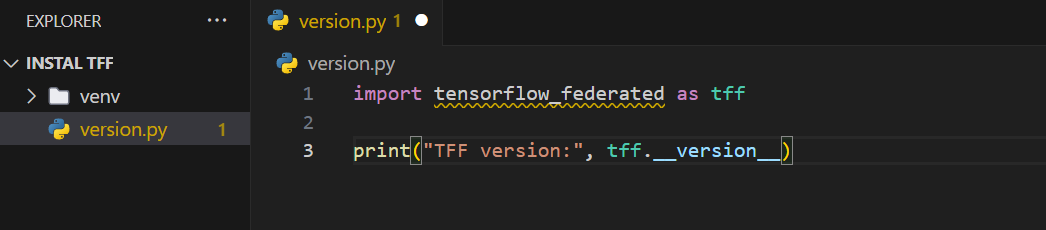 EXPLORER ...
INSTAL TFF
venv
version.py 1
version.py 1
version.py
1 import tensorflow_federated as tff
2
3 print("TFF version:", tff.__version__)